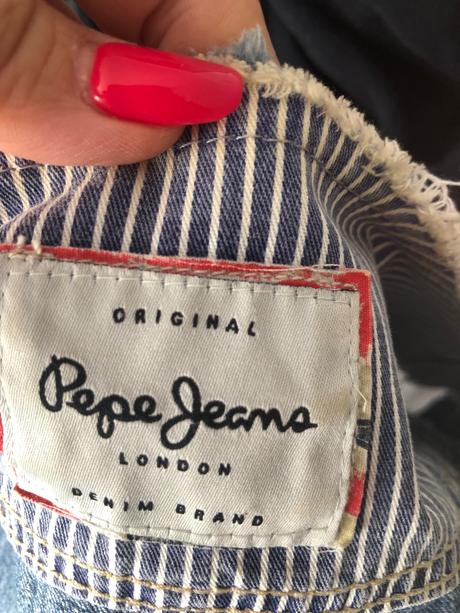 ORIGINAL
Pepe Jeans
LONDON
DENIM BRAND